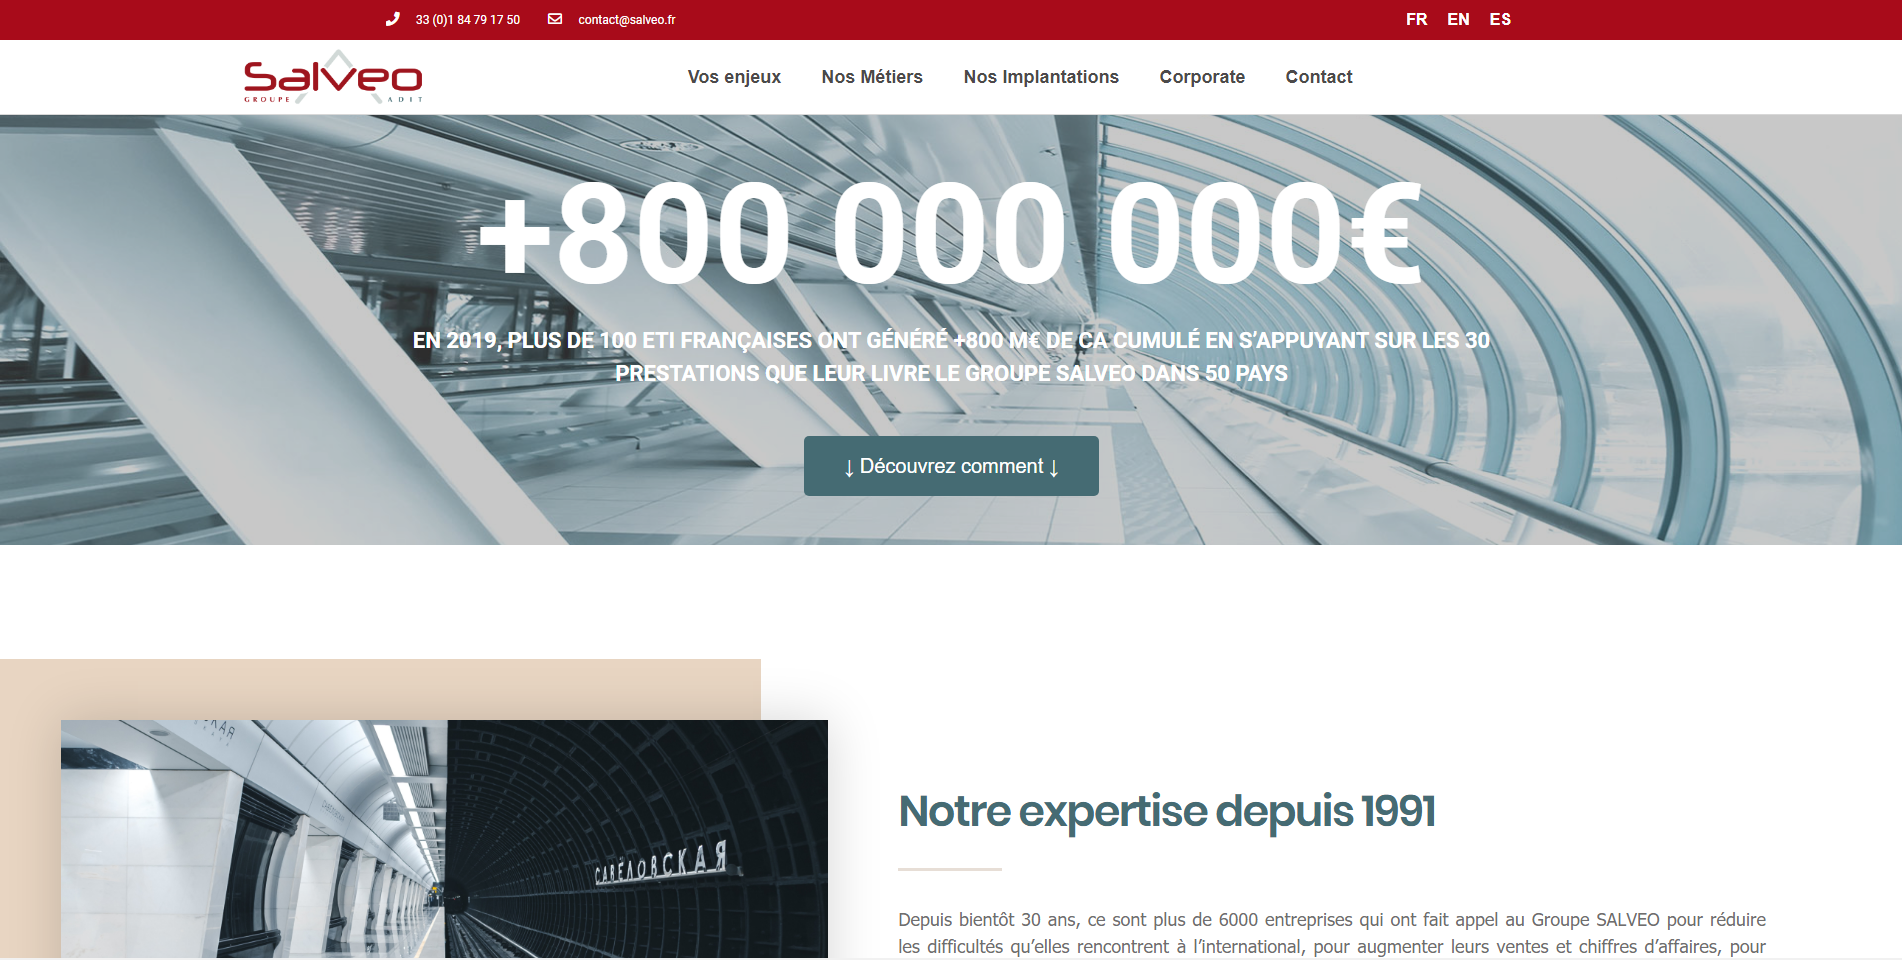 33 (0)1 84 79 17 50 contact@salveo.fr FR EN ES
Salveo
GROUPE ADIT
Vos enjeux Nos Métiers Nos Implantations Corporate Contact
+800 000 000€
EN 2019, PLUS DE 100 ETI FRANÇAISES ONT GÉNÉRÉ +800 M€ DE CA CUMULÉ EN S’APPUYANT SUR LES 30
PRESTATIONS QUE LEUR LIVRE LE GROUPE SALVEO DANS 50 PAYS
↓ Découvrez comment ↓
САВЁЛОВСКАЯ
Notre expertise depuis 1991
Depuis bientôt 30 ans, ce sont plus de 6000 entreprises qui ont fait appel au Groupe SALVEO pour réduire
les difficultés qu’elles rencontrent à l’international, pour augmenter leurs ventes et chiffres d’affaires, pour